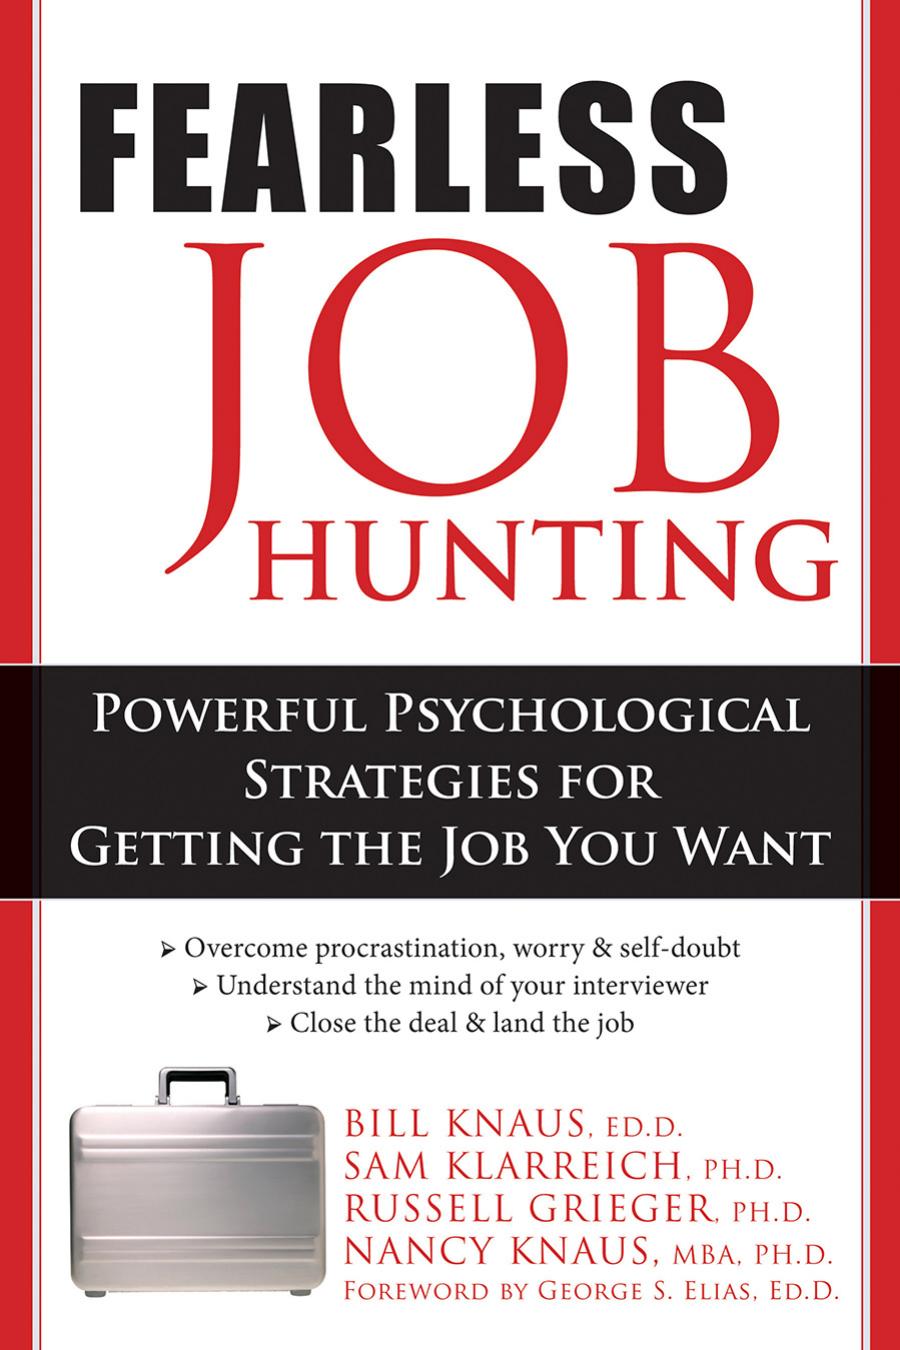 FEARLESS
JOB
HUNTING
POWERFUL PSYCHOLOGICAL
STRATEGIES FOR
GETTING THE JOB YOU WANT
➢ Overcome procrastination, worry & self-doubt
➢ Understand the mind of your interviewer
➢ Close the deal & land the job
BILL KNAUS, ED.D.
SAM KLARREICH, PH.D.
RUSSELL GRIEGER, PH.D.
NANCY KNAUS, MBA, PH.D.
FOREWORD BY GEORGE S. ELIAS, ED.D.